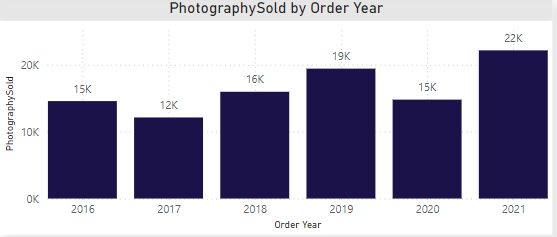 PhotographySold by Order Year
PhotographySold
20K
10K
0K
15K
12K
16K
19K
15K
22K
2016
2017
2018
2019
2020
2021
Order Year